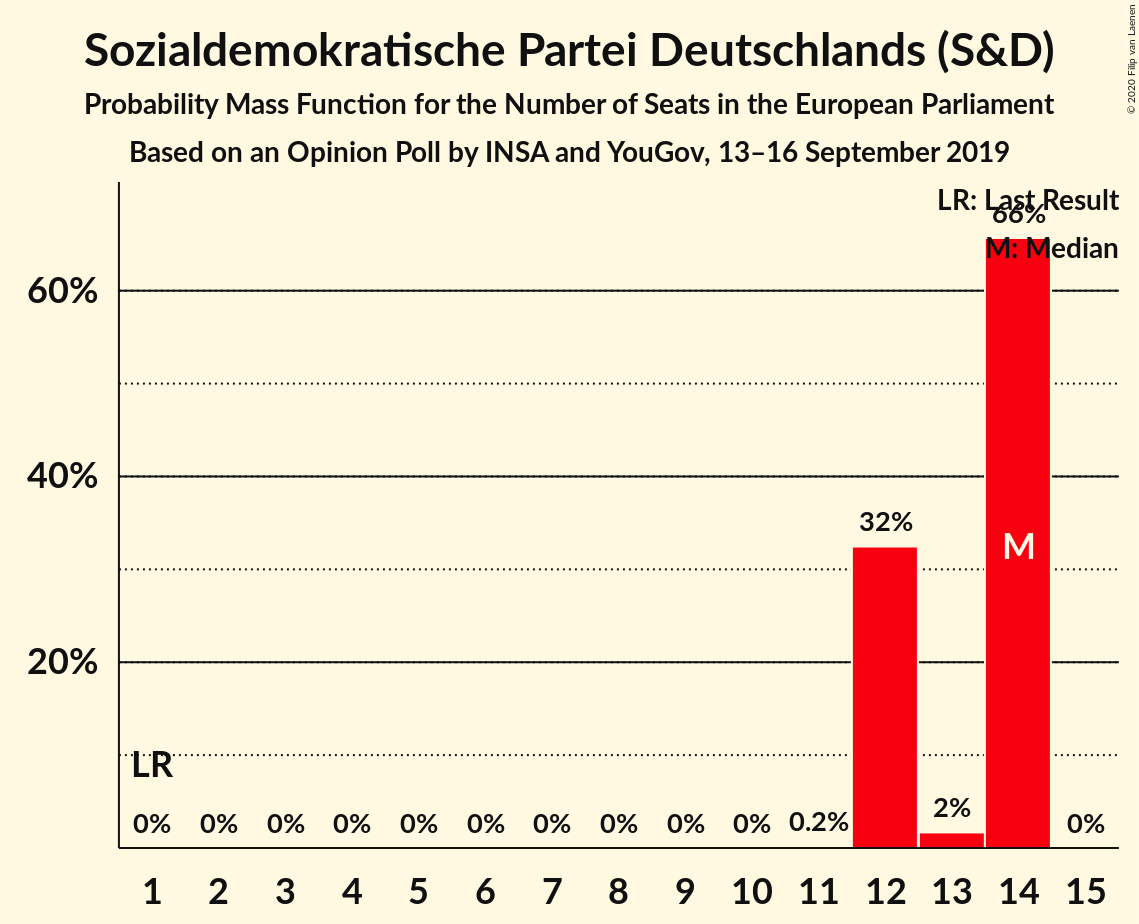 Sozialdemokratische Partei Deutschlands (S&D)
Probability Mass Function for the Number of Seats in the European Parliament
Based on an Opinion Poll by INSA and YouGov, 13–16 September 2019
© 2020 Filip van Laenen
LR: Last Result
M: Median
66%
60%
40%
32%
M
20%
LR
0% 0% 0% 0% 0% 0% 0% 0% 0% 0% 0.2% 2% 0%
1 2 3 4 5 6 7 8 9 10 11 12 13 14 15